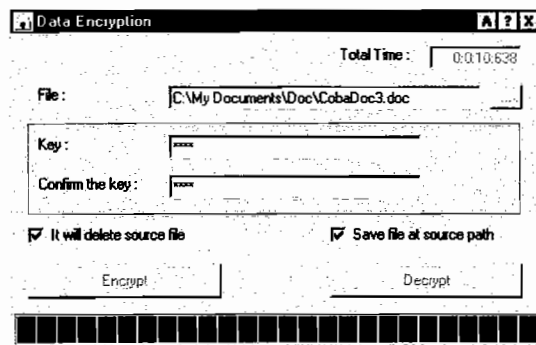 Data Encryption A ? X
Total Time : 0:0:10:638
File : C:\My Documents\Doc\CobaDoc3.doc ...
Key : ****
Confirm the key : ****
It will delete source file Save file at source path
Encrypt Decrypt